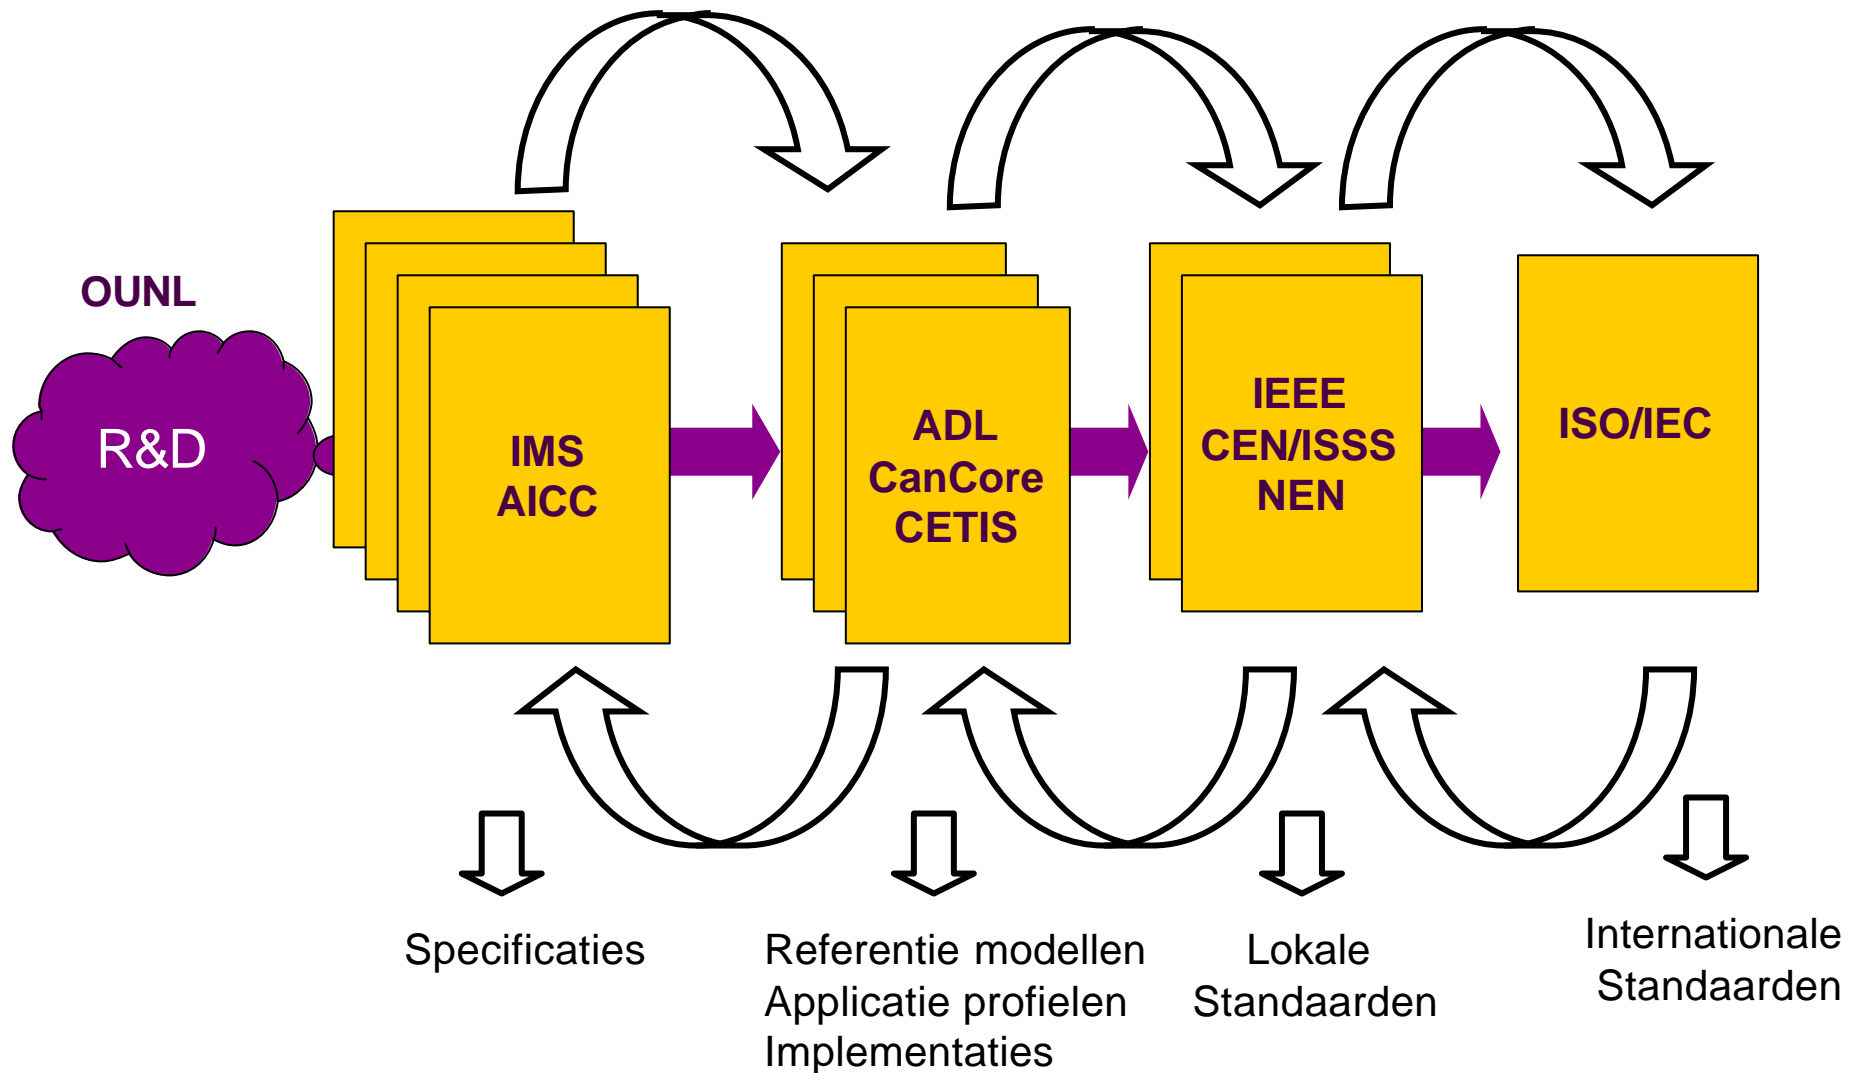 OUNL
R&D
IMS
AICC
ADL
CanCore
CETIS
IEEE
CEN/ISSS
NEN
ISO/IEC
Specificaties
Referentie modellen
Applicatie profielen
Implementaties
Lokale
Standaarden
Internationale
Standaarden